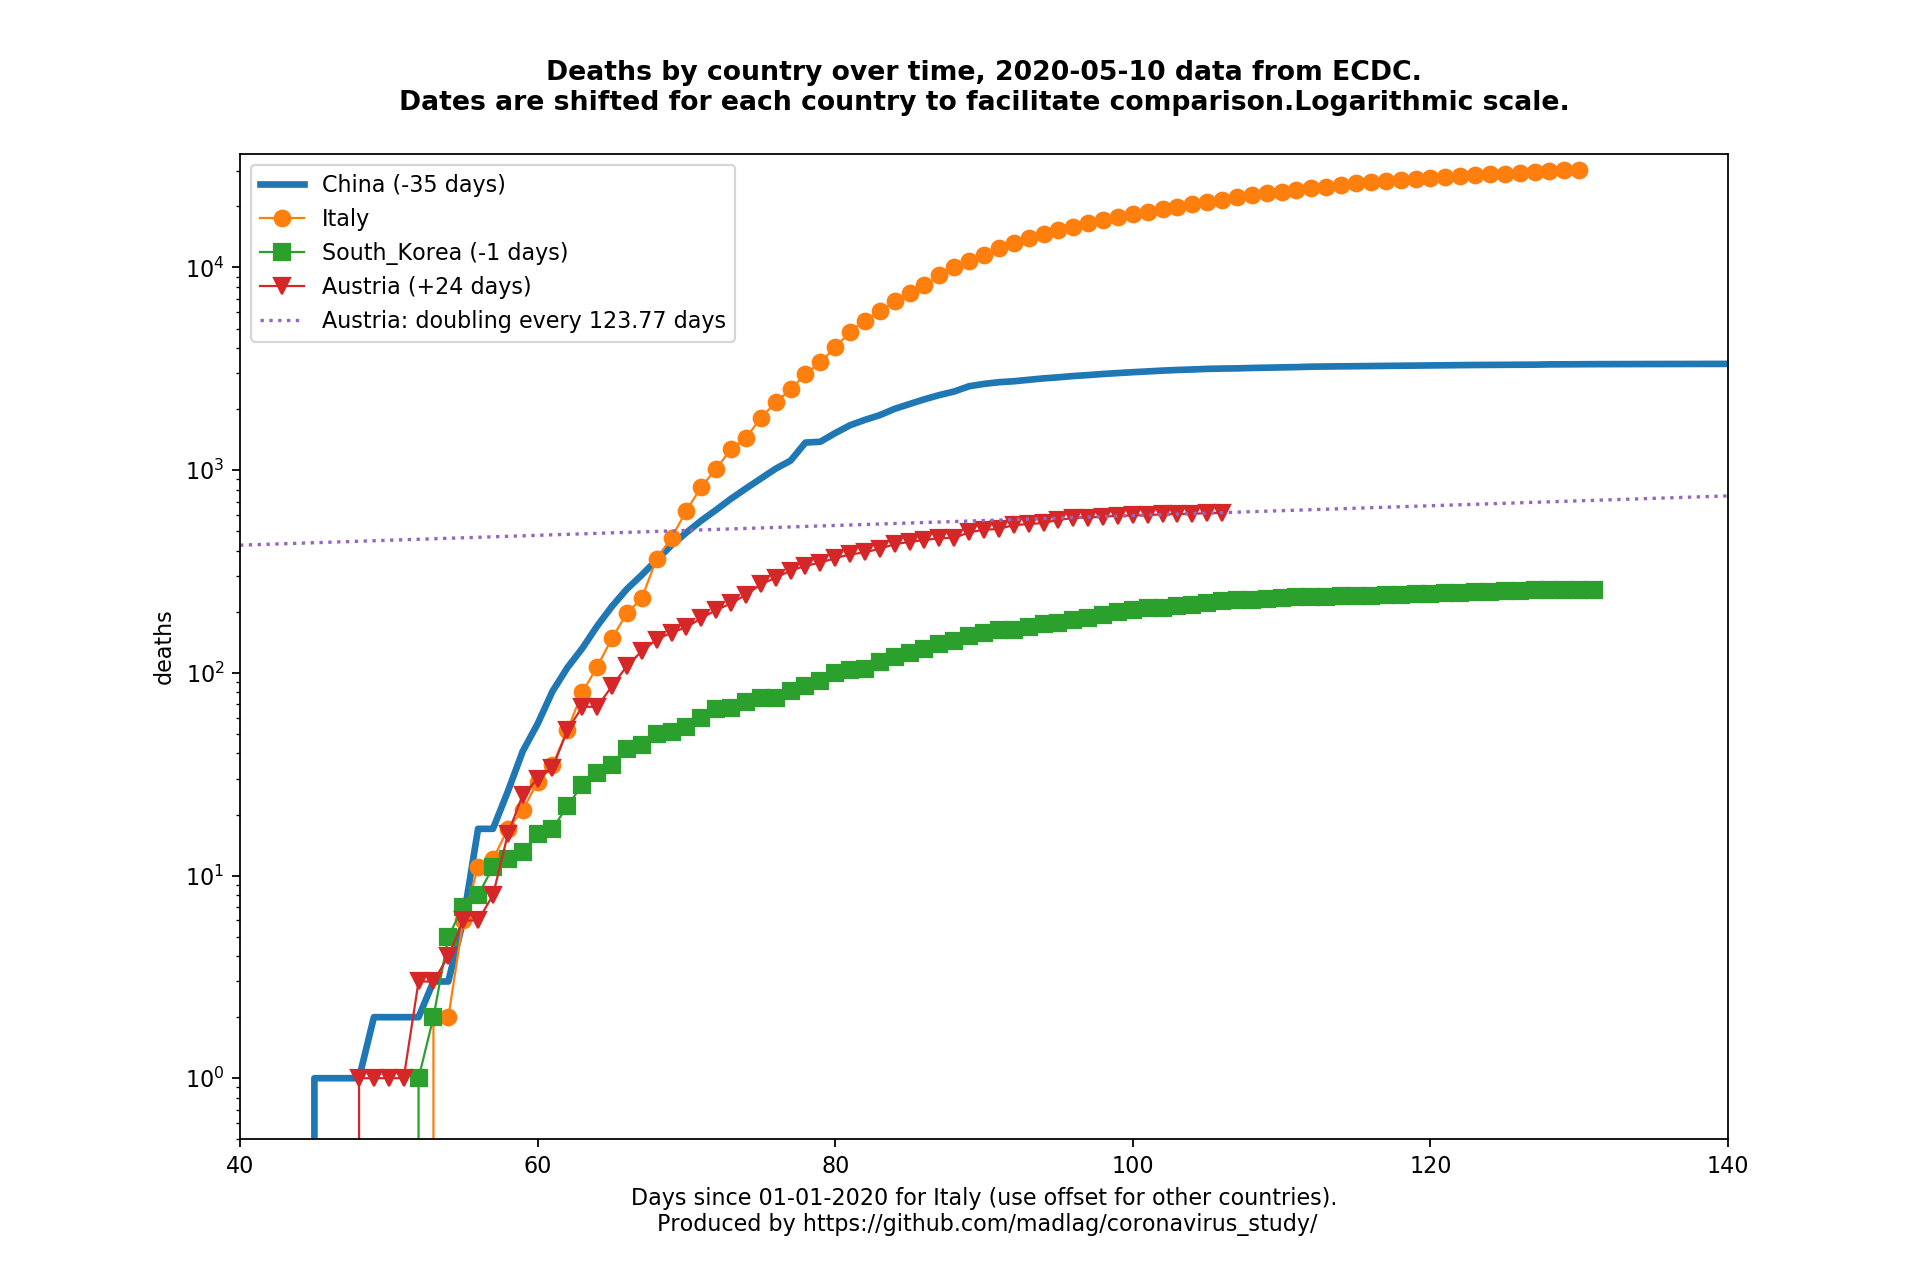 Deaths by country over time, 2020-05-10 data from ECDC.
Dates are shifted for each country to facilitate comparison.Logarithmic scale.
China (-35 days)
Italy
South_Korea (-1 days)
Austria (+24 days)
Austria: doubling every 123.77 days
deaths
10⁴
10³
10²
10¹
10⁰
40 60 80 100 120 140
Days since 01-01-2020 for Italy (use offset for other countries).
Produced by https://github.com/madlag/coronavirus_study/